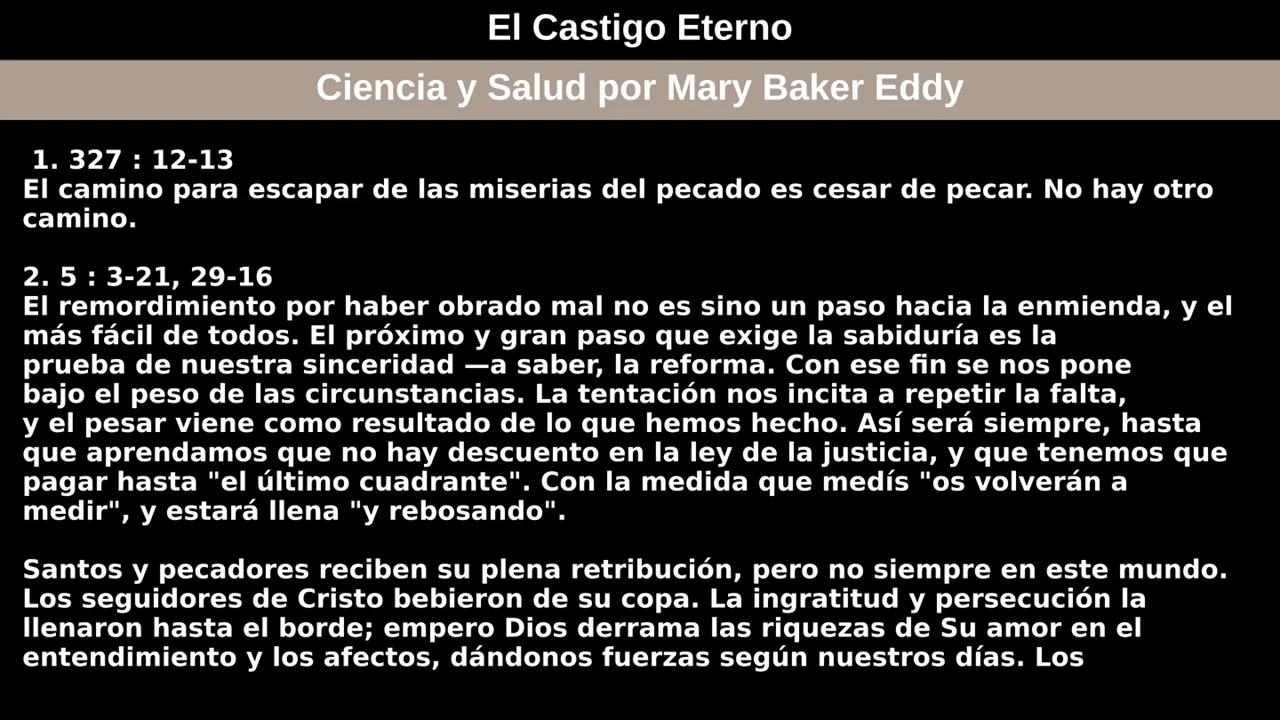 El Castigo Eterno
Ciencia y Salud por Mary Baker Eddy
1. 327 : 12-13
El camino para escapar de las miserias del pecado es cesar de pecar. No hay otro
camino.
2. 5 : 3-21, 29-16
El remordimiento por haber obrado mal no es sino un paso hacia la enmienda, y el
más fácil de todos. El próximo y gran paso que exige la sabiduría es la
prueba de nuestra sinceridad —a saber, la reforma. Con ese fin se nos pone
bajo el peso de las circunstancias. La tentación nos incita a repetir la falta,
y el pesar viene como resultado de lo que hemos hecho. Así será siempre, hasta
que aprendamos que no hay descuento en la ley de la justicia, y que tenemos que
pagar hasta "el último cuadrante". Con la medida que medís "os volverán a
medir", y estará llena "y rebosando".
Santos y pecadores reciben su plena retribución, pero no siempre en este mundo.
Los seguidores de Cristo bebieron de su copa. La ingratitud y persecución la
llenaron hasta el borde; empero Dios derrama las riquezas de Su amor en el
entendimiento y los afectos, dándonos fuerzas según nuestros días. Los